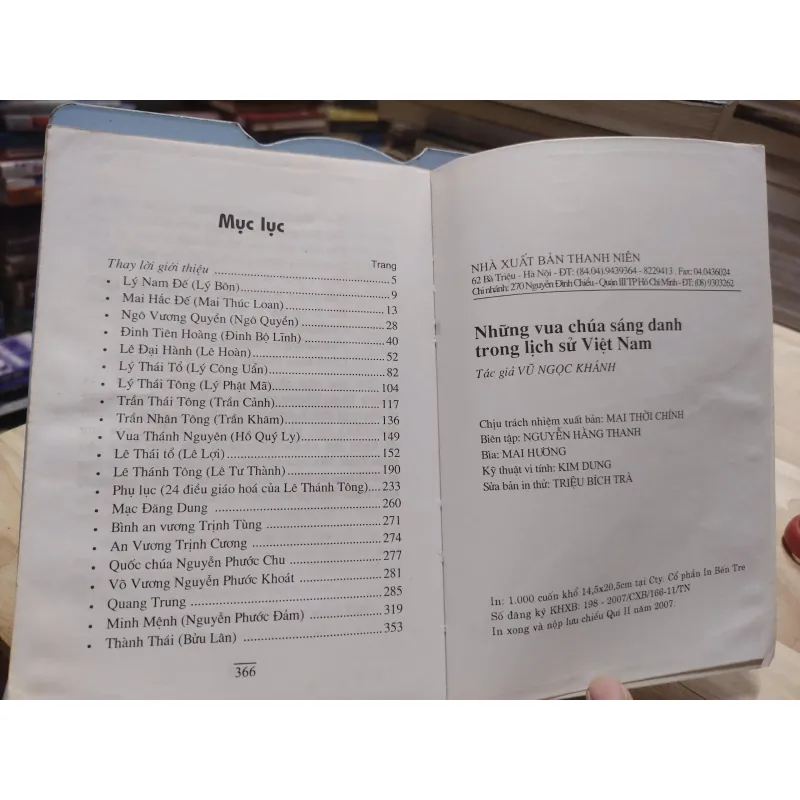 Mục lục
Trang
Thay lời giới thiệu ........ 5
• Lý Nam Đế (Lý Bôn) ........ 9
• Mai Hắc Đế (Mai Thúc Loan) ........ 13
• Ngô Vương Quyền (Ngô Quyền) ........ 28
• Đinh Tiên Hoàng (Đinh Bộ Lĩnh) ........ 40
• Lê Đại Hành (Lê Hoàn) ........ 52
• Lý Thái Tổ (Lý Công Uẩn) ........ 82
• Lý Thái Tông (Lý Phật Mã) ........ 104
• Trần Thái Tông (Trần Cảnh) ........ 117
• Trần Nhân Tông (Trần Khâm) ........ 136
• Vua Thánh Nguyên (Hồ Quý Ly) ........ 149
• Lê Thái tổ (Lê Lợi) ........ 152
• Lê Thánh Tông (Lê Tư Thành) ........ 190
• Phụ lục (24 điều giáo hoá của Lê Thánh Tông) .... 233
• Mạc Đăng Dung ........ 260
• Bình an vương Trịnh Tùng ........ 271
• An Vương Trịnh Cương ........ 274
• Quốc chúa Nguyễn Phước Chu ........ 277
• Võ Vương Nguyễn Phước Khoát ........ 281
• Quang Trung ........ 285
• Minh Mệnh (Nguyễn Phước Đảm) ........ 319
• Thành Thái (Bửu Lân) ........ 353
366
NHÀ XUẤT BẢN THANH NIÊN
62 Bà Triệu - Hà Nội - ĐT: (84.04).9439364 - 8229413 . Fax: 04.0436024
Chi nhánh: 270 Nguyễn Đình Chiểu - Quận III TP Hồ Chí Minh - ĐT: (08) 9303262
Những vua chúa sáng danh
trong lịch sử Việt Nam
Tác giả VŨ NGỌC KHÁNH
Chịu trách nhiệm xuất bản: MAI THỜI CHÍNH
Biên tập: NGUYỄN HẰNG THANH
Bìa: MAI HƯƠNG
Kỹ thuật vi tính: KIM DUNG
Sửa bản in thử: TRIỆU BÍCH TRÀ
In: 1.000 cuốn khổ 14,5x20,5cm tại Cty. Cổ phần In Bến Tre
Số đăng ký KHXB: 198 - 2007/CXB/166-11/TN
In xong và nộp lưu chiểu Quí II năm 2007.